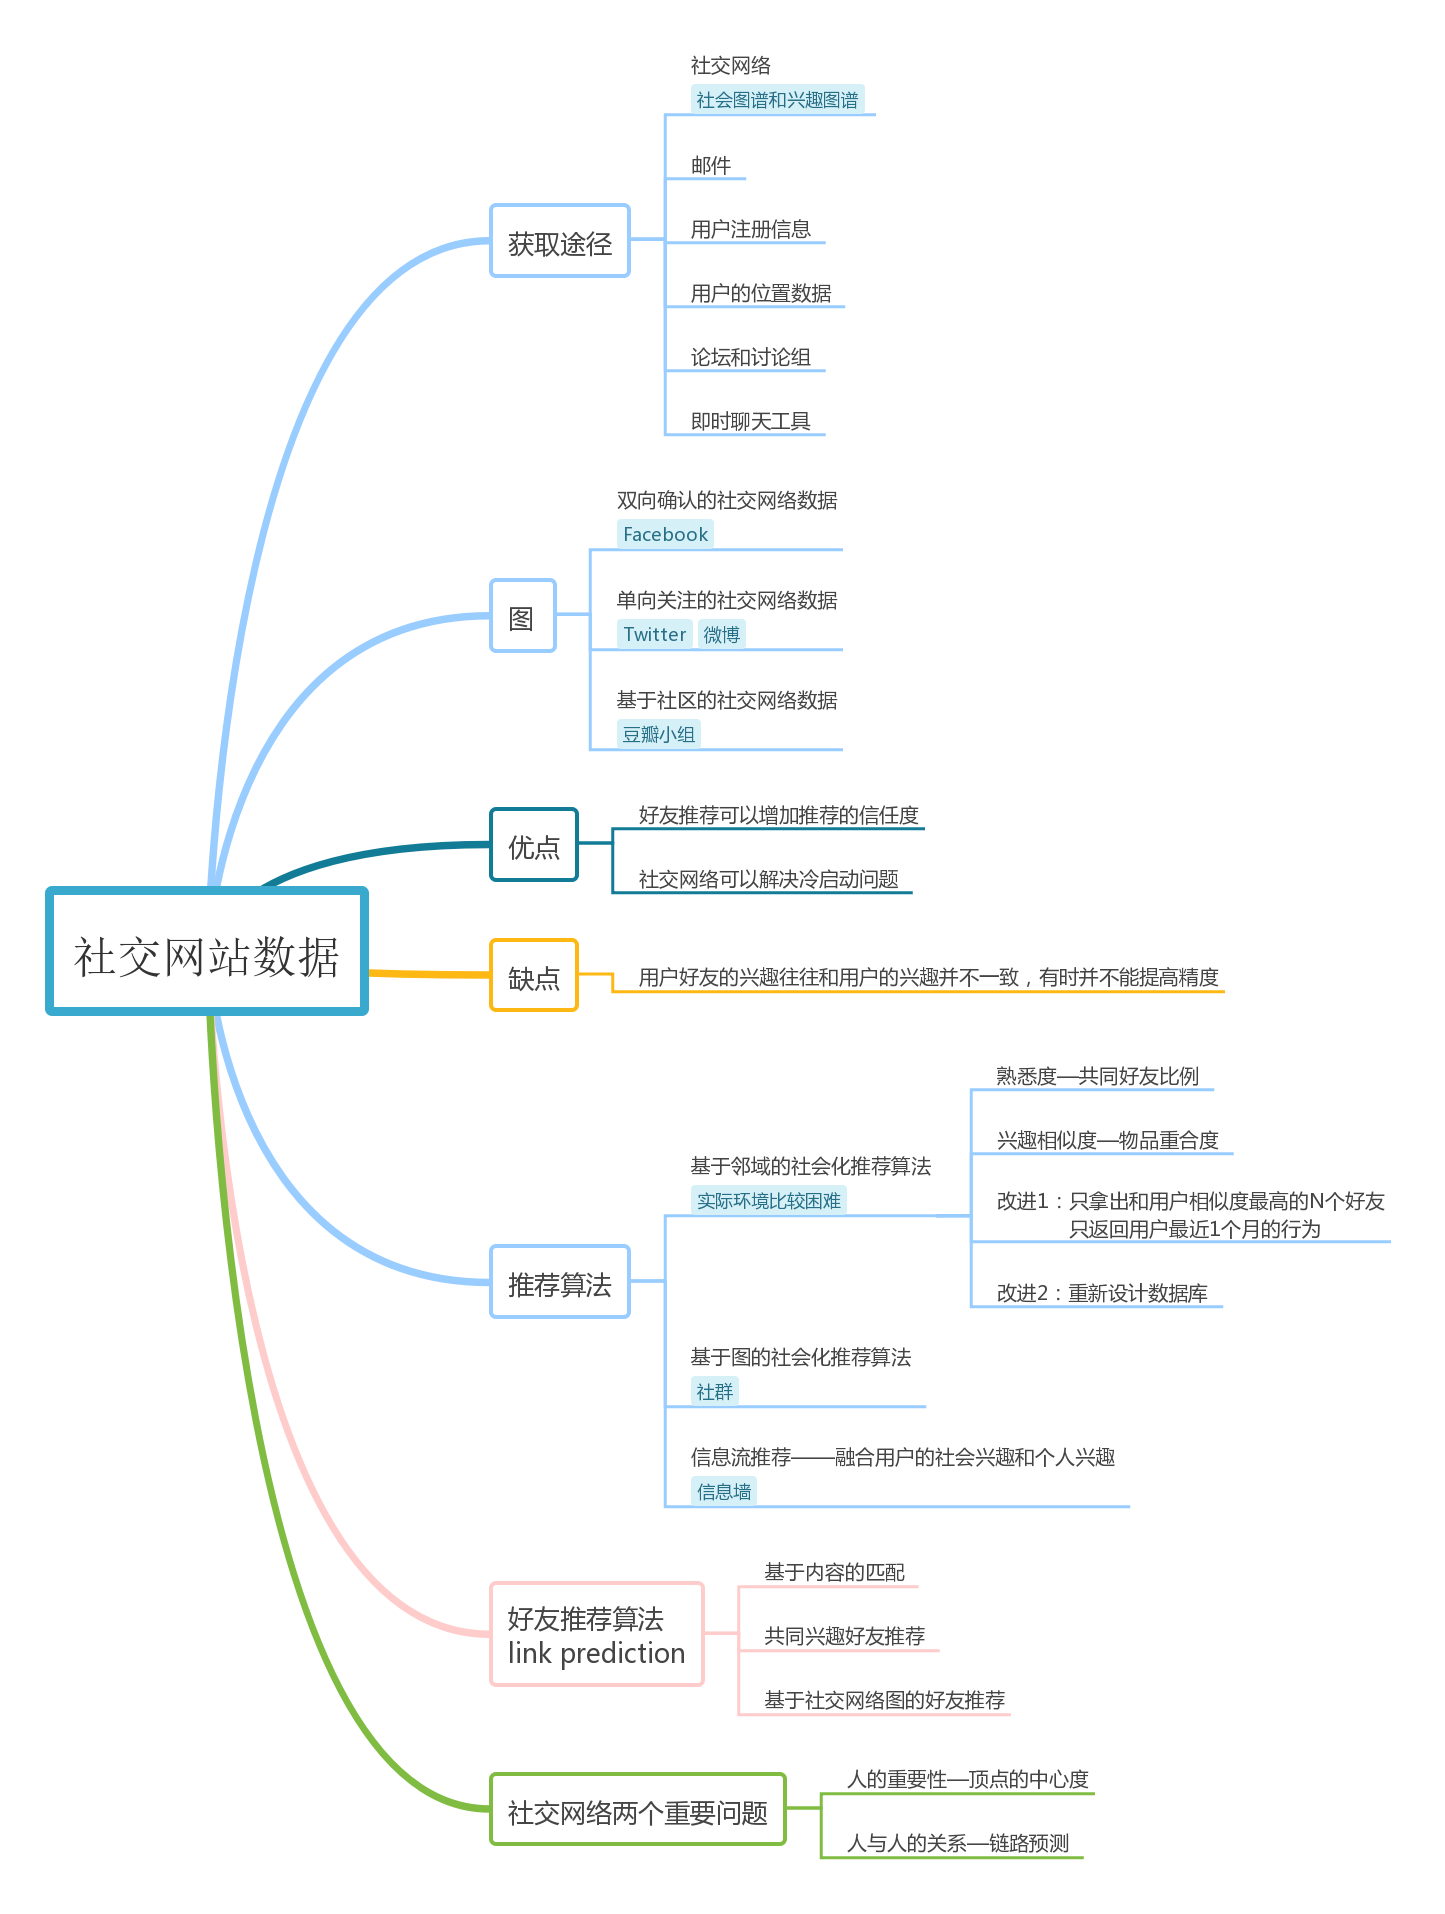 社交网站数据
获取途径
社交网络
社会图谱和兴趣图谱
邮件
用户注册信息
用户的位置数据
论坛和讨论组
即时聊天工具
图
双向确认的社交网络数据
Facebook
单向关注的社交网络数据
Twitter 微博
基于社区的社交网络数据
豆瓣小组
优点
好友推荐可以增加推荐的信任度
社交网络可以解决冷启动问题
缺点
用户好友的兴趣往往和用户的兴趣并不一致，有时并不能提高精度
推荐算法
基于邻域的社会化推荐算法
实际环境比较困难
熟悉度—共同好友比例
兴趣相似度—物品重合度
改进1：只拿出和用户相似度最高的N个好友
只返回用户最近1个月的行为
改进2：重新设计数据库
基于图的社会化推荐算法
社群
信息流推荐——融合用户的社会兴趣和个人兴趣
信息墙
好友推荐算法
link prediction
基于内容的匹配
共同兴趣好友推荐
基于社交网络图的好友推荐
社交网络两个重要问题
人的重要性—顶点的中心度
人与人的关系—链路预测